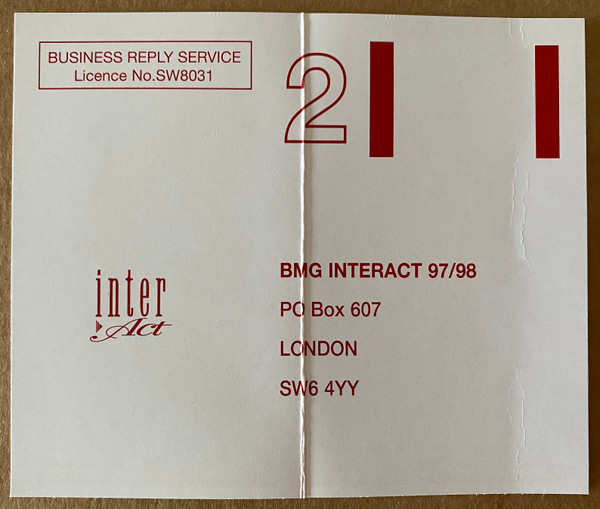 BUSINESS REPLY SERVICE
Licence No.SW8031
2
inter
Act
BMG INTERACT 97/98
PO Box 607
LONDON
SW6 4YY